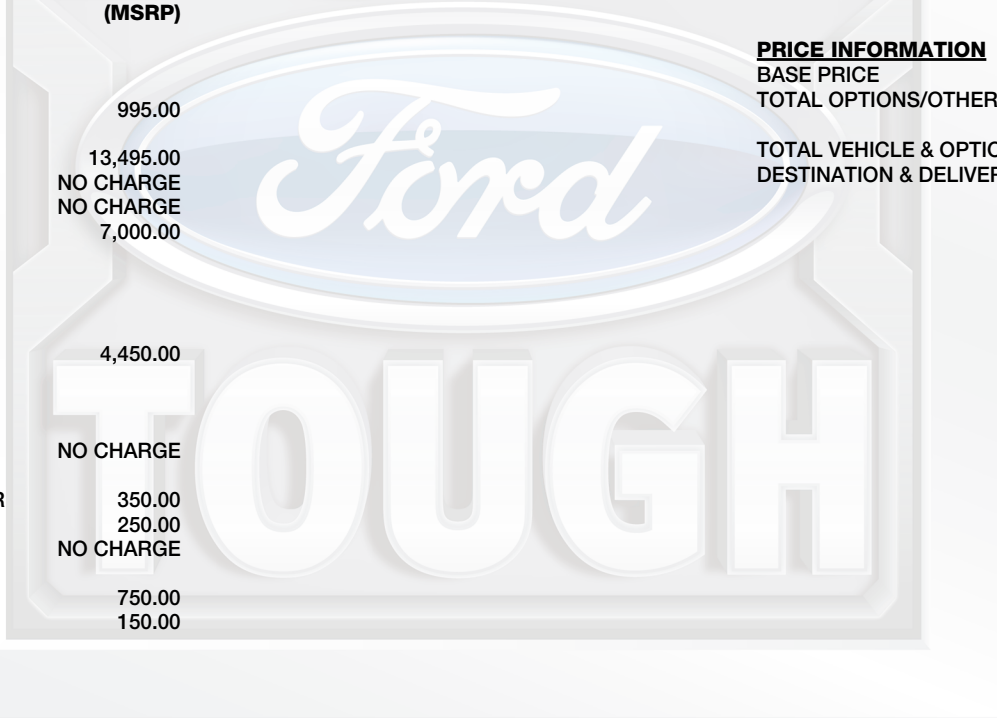 (MSRP)
995.00
13,495.00
NO CHARGE
NO CHARGE
7,000.00
4,450.00
NO CHARGE
350.00
250.00
NO CHARGE
750.00
150.00
PRICE INFORMATION
BASE PRICE
TOTAL OPTIONS/OTHER
TOTAL VEHICLE & OPTIO
DESTINATION & DELIVER
Ford
TOUGH